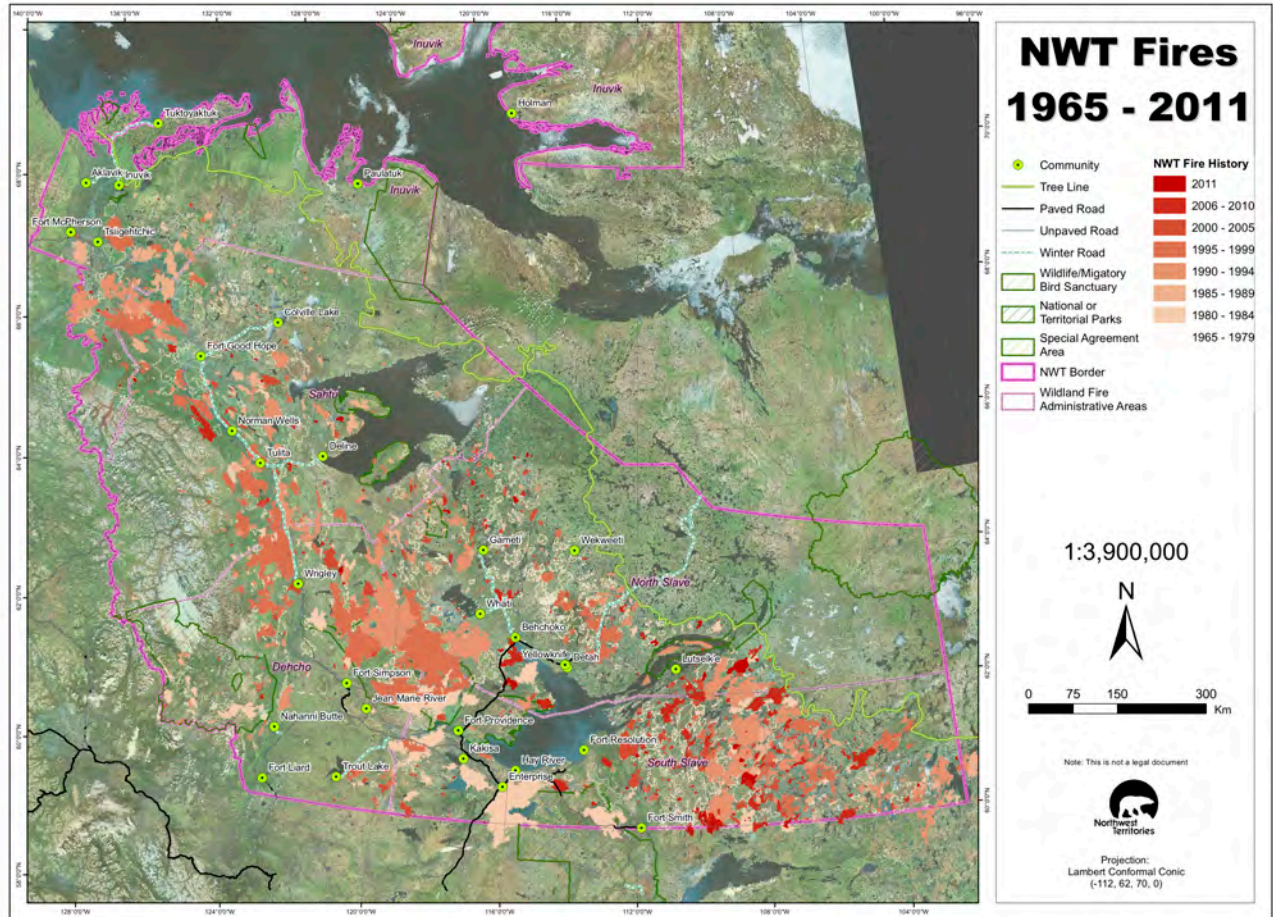 NWT Fires
1965 - 2011
Community
Tree Line
Paved Road
Unpaved Road
Winter Road
Wildlife/Migatory
Bird Sanctuary
National or
Territorial Parks
Special Agreement
Area
NWT Border
Wildland Fire
Administrative Areas
NWT Fire History
2011
2006 - 2010
2000 - 2005
1995 - 1999
1990 - 1994
1985 - 1989
1980 - 1984
1965 - 1979
1:3,900,000
N
0 75 150 300
Km
Note: This is not a legal document
Northwest
Territories
Projection:
Lambert Conformal Conic
(-112, 62, 70, 0)
140°0'0"W
136°0'0"W
132°0'0"W
128°0'0"W
124°0'0"W
120°0'0"W
116°0'0"W
112°0'0"W
108°0'0"W
104°0'0"W
100°0'0"W
96°0'0"W
Inuvik
Inuvik
Holman
Tuktoyaktuk
Aklavik
Inuvik
Paulatuk
Inuvik
Fort McPherson
Tsiigehtchic
Colville Lake
Fort Good Hope
Sahtu
Norman Wells
Tulita
Deline
Gameti
Wekweeti
Wrigley
North Slave
Whati
Behchoko
Yellowknife
Detah
Lutselk'e
Dehcho
Fort Simpson
Jean Marie River
Nahanni Butte
Fort Providence
Kakisa
Fort Resolution
Hay River
South Slave
Fort Liard
Trout Lake
Enterprise
Fort Smith
128°0'0"W
124°0'0"W
120°0'0"W
116°0'0"W
112°0'0"W
108°0'0"W
104°0'0"W